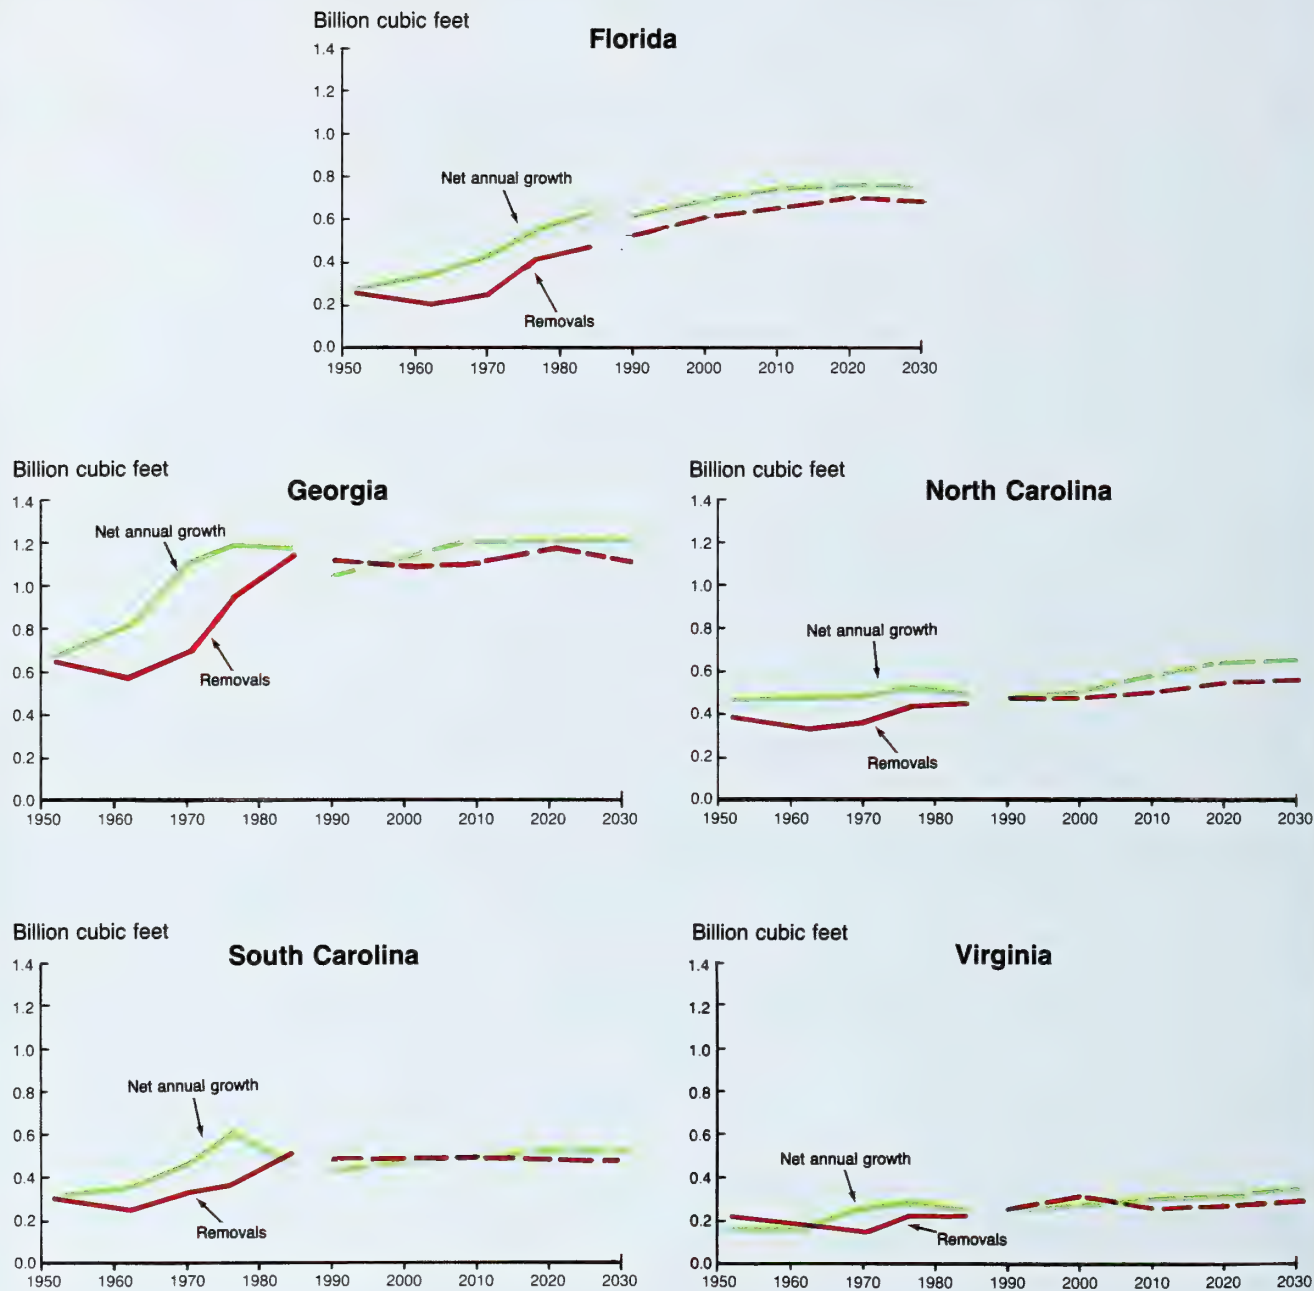 Billion cubic feet
Florida
1.4
1.2
1.0
0.8
0.6
0.4
0.2
0.0
Net annual growth
Removals
1950 1960 1970 1980 1990 2000 2010 2020 2030
Billion cubic feet
Georgia
1.4
1.2
1.0
0.8
0.6
0.4
0.2
0.0
Net annual growth
Removals
1950 1960 1970 1980 1990 2000 2010 2020 2030
Billion cubic feet
North Carolina
1.4
1.2
1.0
0.8
0.6
0.4
0.2
0.0
Net annual growth
Removals
1950 1960 1970 1980 1990 2000 2010 2020 2030
Billion cubic feet
South Carolina
1.4
1.2
1.0
0.8
0.6
0.4
0.2
0.0
Net annual growth
Removals
1950 1960 1970 1980 1990 2000 2010 2020 2030
Billion cubic feet
Virginia
1.4
1.2
1.0
0.8
0.6
0.4
0.2
0.0
Net annual growth
Removals
1950 1960 1970 1980 1990 2000 2010 2020 2030